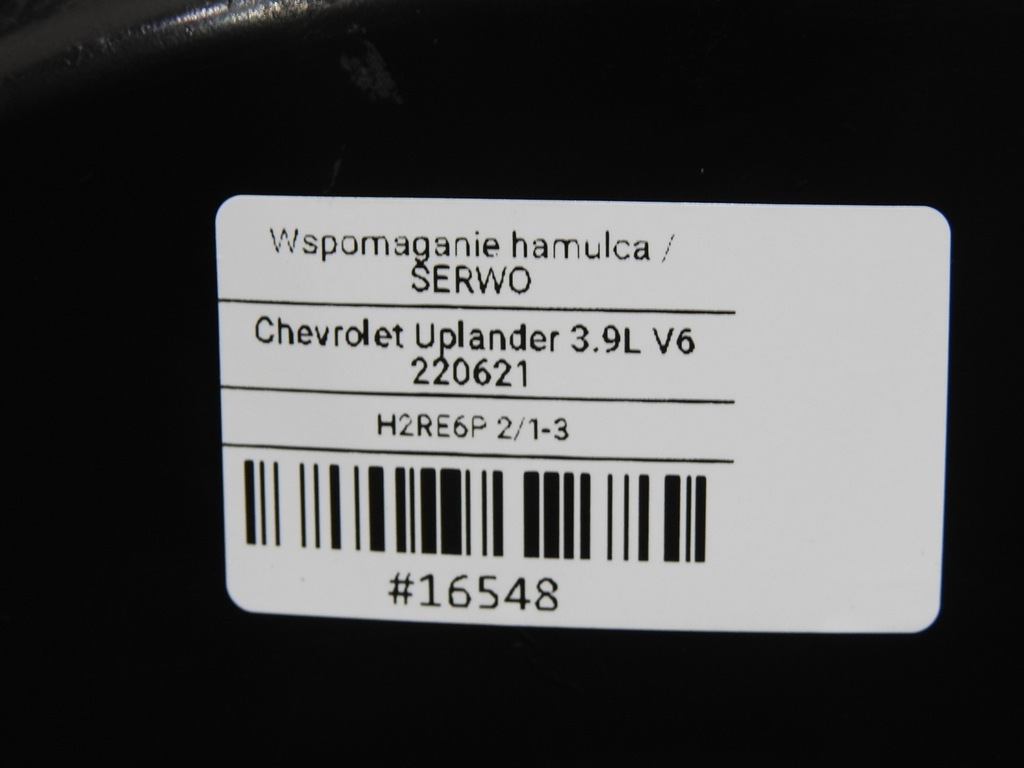 Wspomaganie hamulca /
SERWO
Chevrolet Uplander 3.9L V6
220621
H2RE6P 2/1-3
#16548